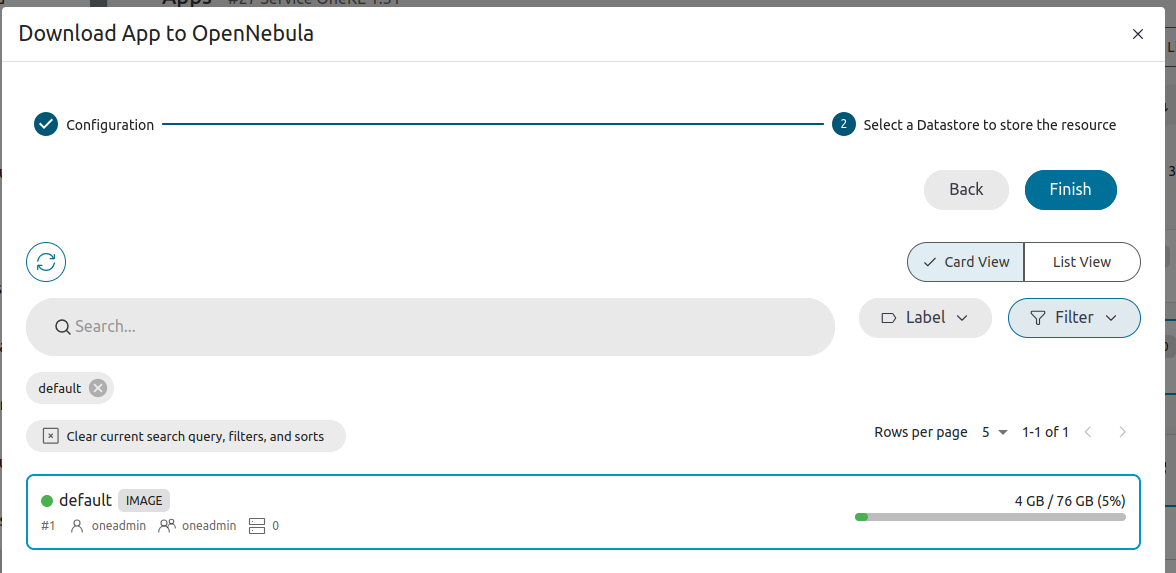 Download App to OpenNebula
Configuration
2
Select a Datastore to store the resource
Back
Finish
Card View
List View
Search...
Label
Filter
default
Clear current search query, filters, and sorts
Rows per page 5 1-1 of 1
default IMAGE
4 GB / 76 GB (5%)
#1 oneadmin oneadmin 0